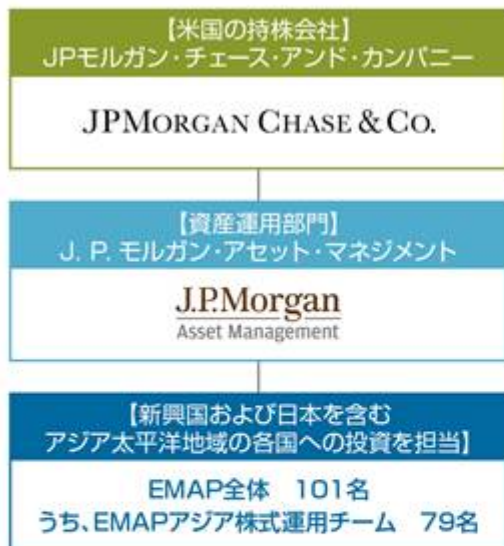 【米国の持株会社】
JPモルガン・チェース・アンド・カンパニー
JPMORGAN CHASE & CO.
【資産運用部門】
J. P. モルガン・アセット・マネジメント
J.P.Morgan
Asset Management
【新興国および日本を含む
アジア太平洋地域の各国への投資を担当】
EMAP全体　101名
うち、EMAPアジア株式運用チーム　79名